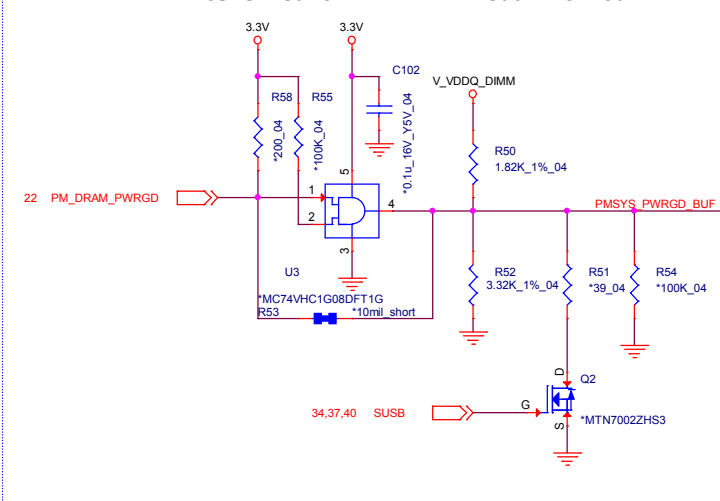 3.3V
3.3V
C102
V_VDDQ_DIMM
R58
R55
*200_04
*100K_04
*0.1u_16V_Y5V_04
R50
1.82K_1%_04
5
22 PM_DRAM_PWRGD
1
2
4
3
PMSYS_PWRGD_BUF
U3
*MC74VHC1G08DFT1G
R53
*10mil_short
R52
3.32K_1%_04
R51
*39_04
R54
*100K_04
D
Q2
34,37,40 SUSB
G
S
*MTN7002ZHS3